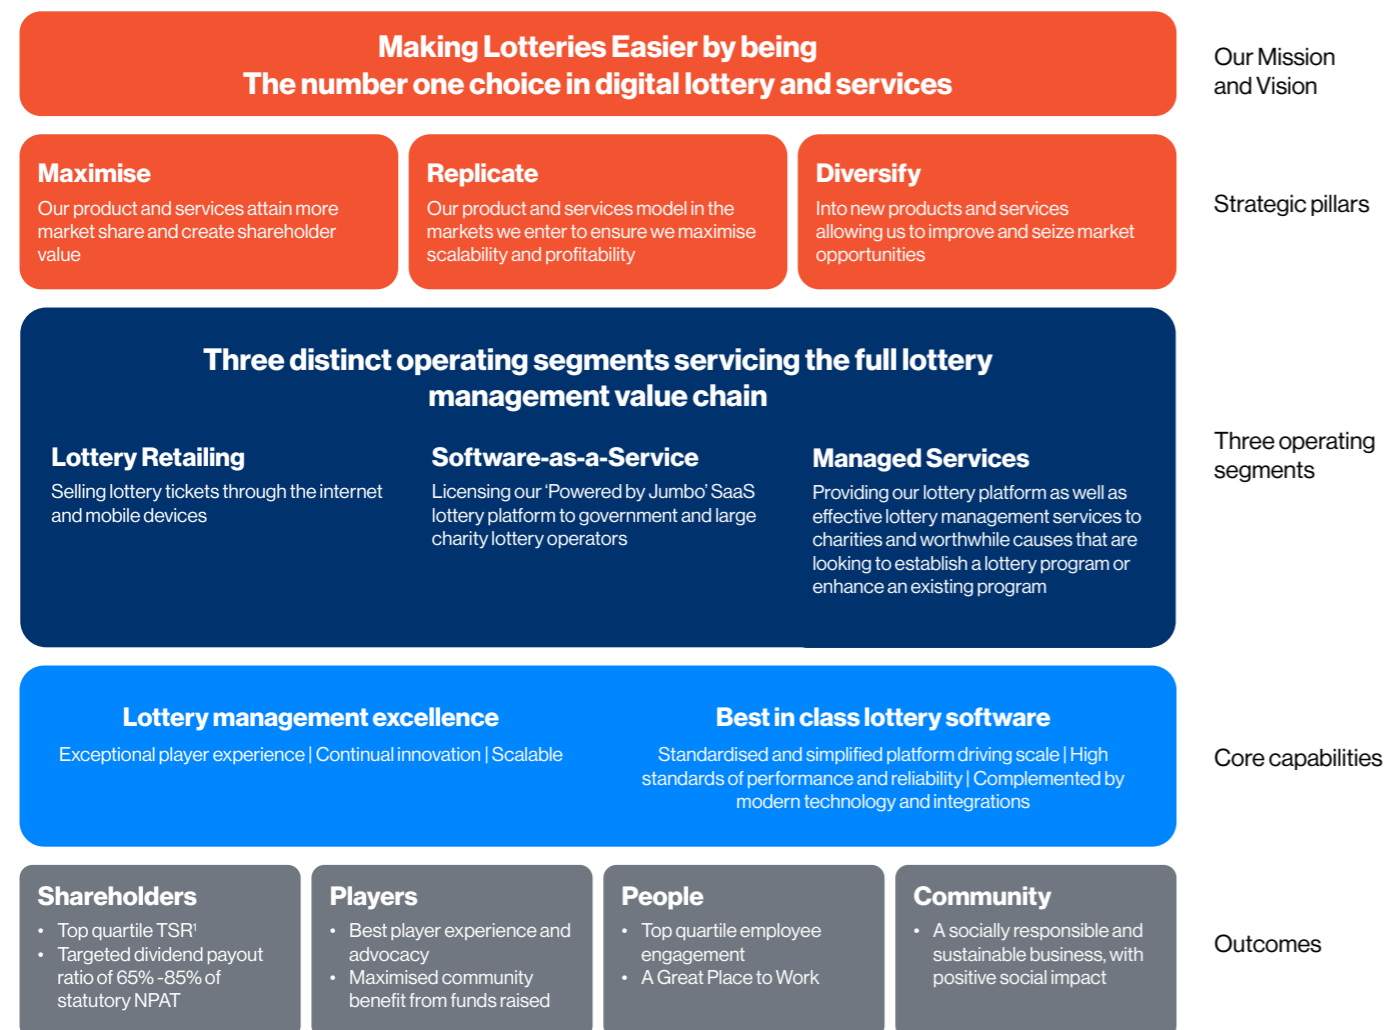 Making Lotteries Easier by being
The number one choice in digital lottery and services
Our Mission
and Vision
Maximise
Our product and services attain more
market share and create shareholder
value
Replicate
Our product and services model in the
markets we enter to ensure we maximise
scalability and profitability
Diversify
Into new products and services
allowing us to improve and seize market
opportunities
Strategic pillars
Three distinct operating segments servicing the full lottery
management value chain
Lottery Retailing
Selling lottery tickets through the internet
and mobile devices
Software-as-a-Service
Licensing our ‘Powered by Jumbo’ SaaS
lottery platform to government and large
charity lottery operators
Managed Services
Providing our lottery platform as well as
effective lottery management services to
charities and worthwhile causes that are
looking to establish a lottery program or
enhance an existing program
Three operating
segments
Lottery management excellence
Exceptional player experience | Continual innovation | Scalable
Best in class lottery software
Standardised and simplified platform driving scale | High
standards of performance and reliability | Complemented by
modern technology and integrations
Core capabilities
Shareholders
• Top quartile TSR¹
• Targeted dividend payout
ratio of 65% -85% of
statutory NPAT
Players
• Best player experience and
advocacy
• Maximised community
benefit from funds raised
People
• Top quartile employee
engagement
• A Great Place to Work
Community
• A socially responsible and
sustainable business, with
positive social impact
Outcomes